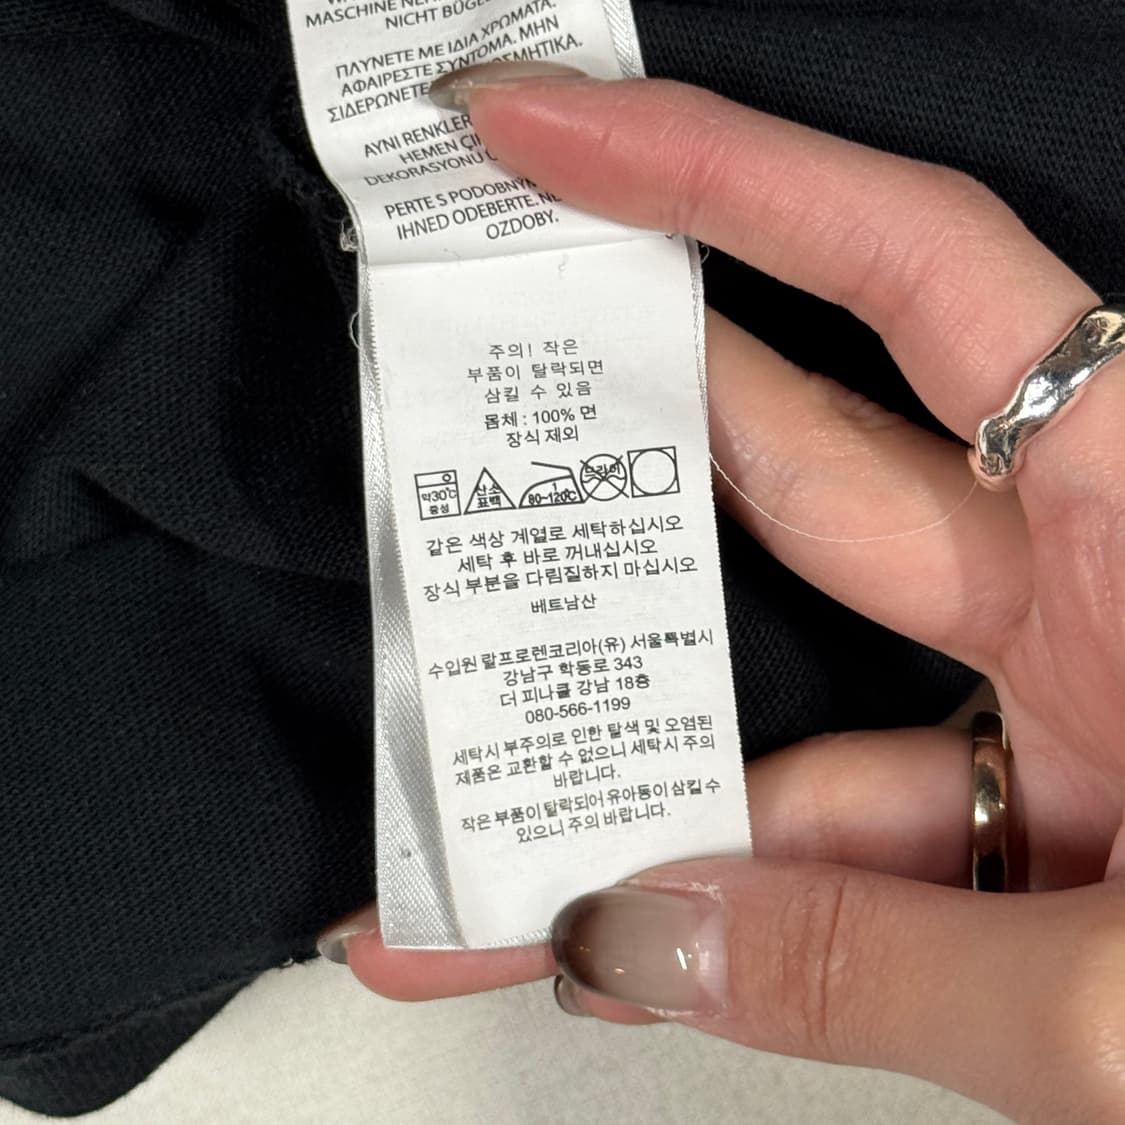 MASCHINE
NICHT BÜGE
ΠΛΥΝΕΤΕ ΜΕ ΙΔΙΑ ΧΡΩΜΑΤΑ.
ΑΦΑΙΡΕΣΤΕ ΣΥΝΤΟΜΑ. ΜΗΝ
ΣΙΔΕΡΩΝΕΤΕ ΟΣΜΗΤΙΚΑ.
AYNI RENKLER
HEMEN
DEKORASYONU
PERTE S PODOBNÝM
IHNED ODEBERTE. NE
OZDOBY.
주의! 작은
부품이 탈락되면
삼킬 수 있음
몸체 : 100% 면
장식 제외
약30℃ 중성 산소 표백 1 80~120℃ 드라이
같은 색상 계열로 세탁하십시오
세탁 후 바로 꺼내십시오
장식 부분을 다림질하지 마십시오
베트남산
수입원 랄프로렌코리아(유) 서울특별시
강남구 학동로 343
더 피나클 강남 18층
080-566-1199
세탁시 부주의로 인한 탈색 및 오염된
제품은 교환할 수 없으니 세탁시 주의
바랍니다.
작은 부품이 탈락되어 유아동이 삼킬 수
있으니 주의 바랍니다.